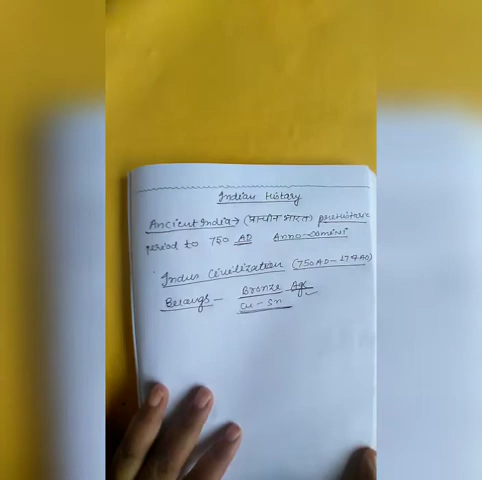 Indian History
Ancient India → (प्राचीन भारत) prehistoric
period to 750 AD Anno-Domini
Indus Civilization (750 AD - 174 AD)
Belongs - Bronze Age
Cu - Sn